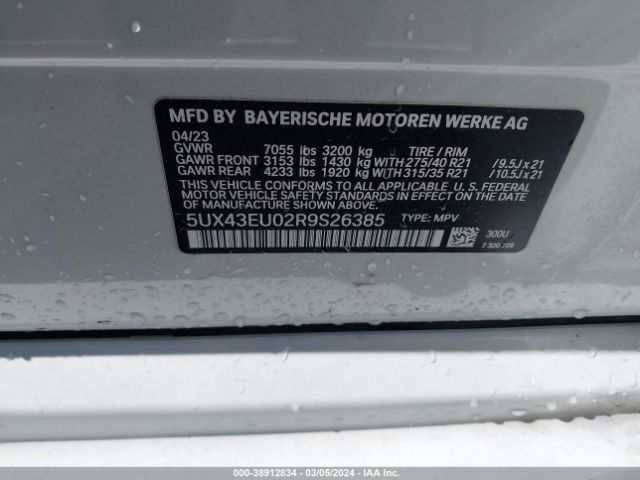 MFD BY BAYERISCHE MOTOREN WERKE AG
04/23
GVWR 7055 lbs 3200 kg TIRE / RIM
GAWR FRONT 3153 lbs 1430 kg WITH 275/40 R21 / 9.5J x 21
GAWR REAR 4233 lbs 1920 kg WITH 315/35 R21 / 10.5J x 21
THIS VEHICLE CONFORMS TO ALL APPLICABLE U. S. FEDERAL
MOTOR VEHICLE SAFETY STANDARDS IN EFFECT ON THE DATE
OF MANUFACTURE SHOWN ABOVE.
5UX43EU02R9S26385 TYPE: MPV
300U
000-38912834 - 03/05/2024 - IAA Inc.